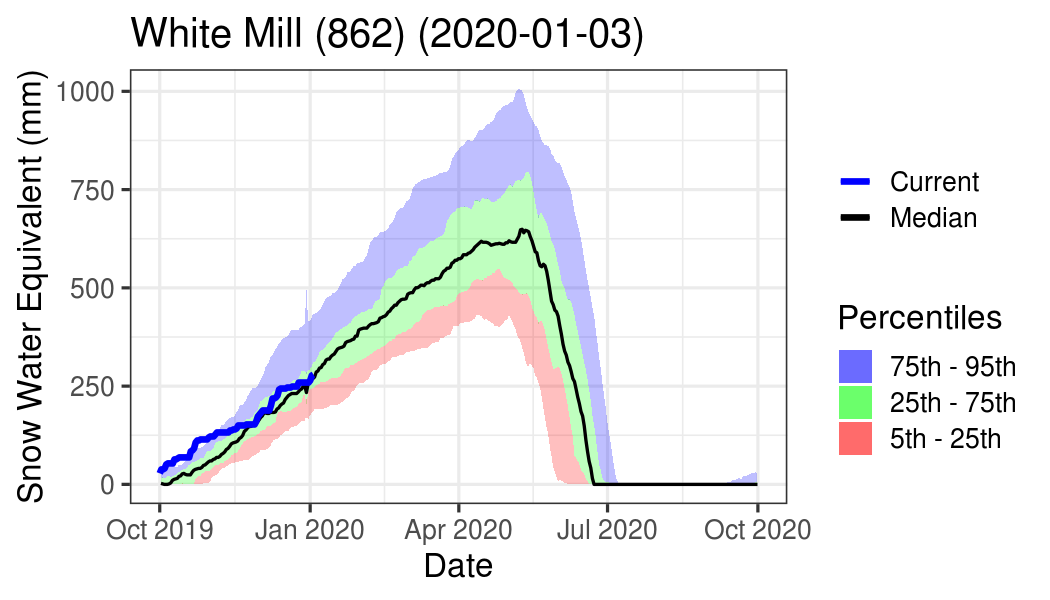 White Mill (862) (2020-01-03)
Snow Water Equivalent (mm)
1000
750
500
250
0
Oct 2019
Jan 2020
Apr 2020
Jul 2020
Oct 2020
Date
Current
Median
Percentiles
75th - 95th
25th - 75th
5th - 25th